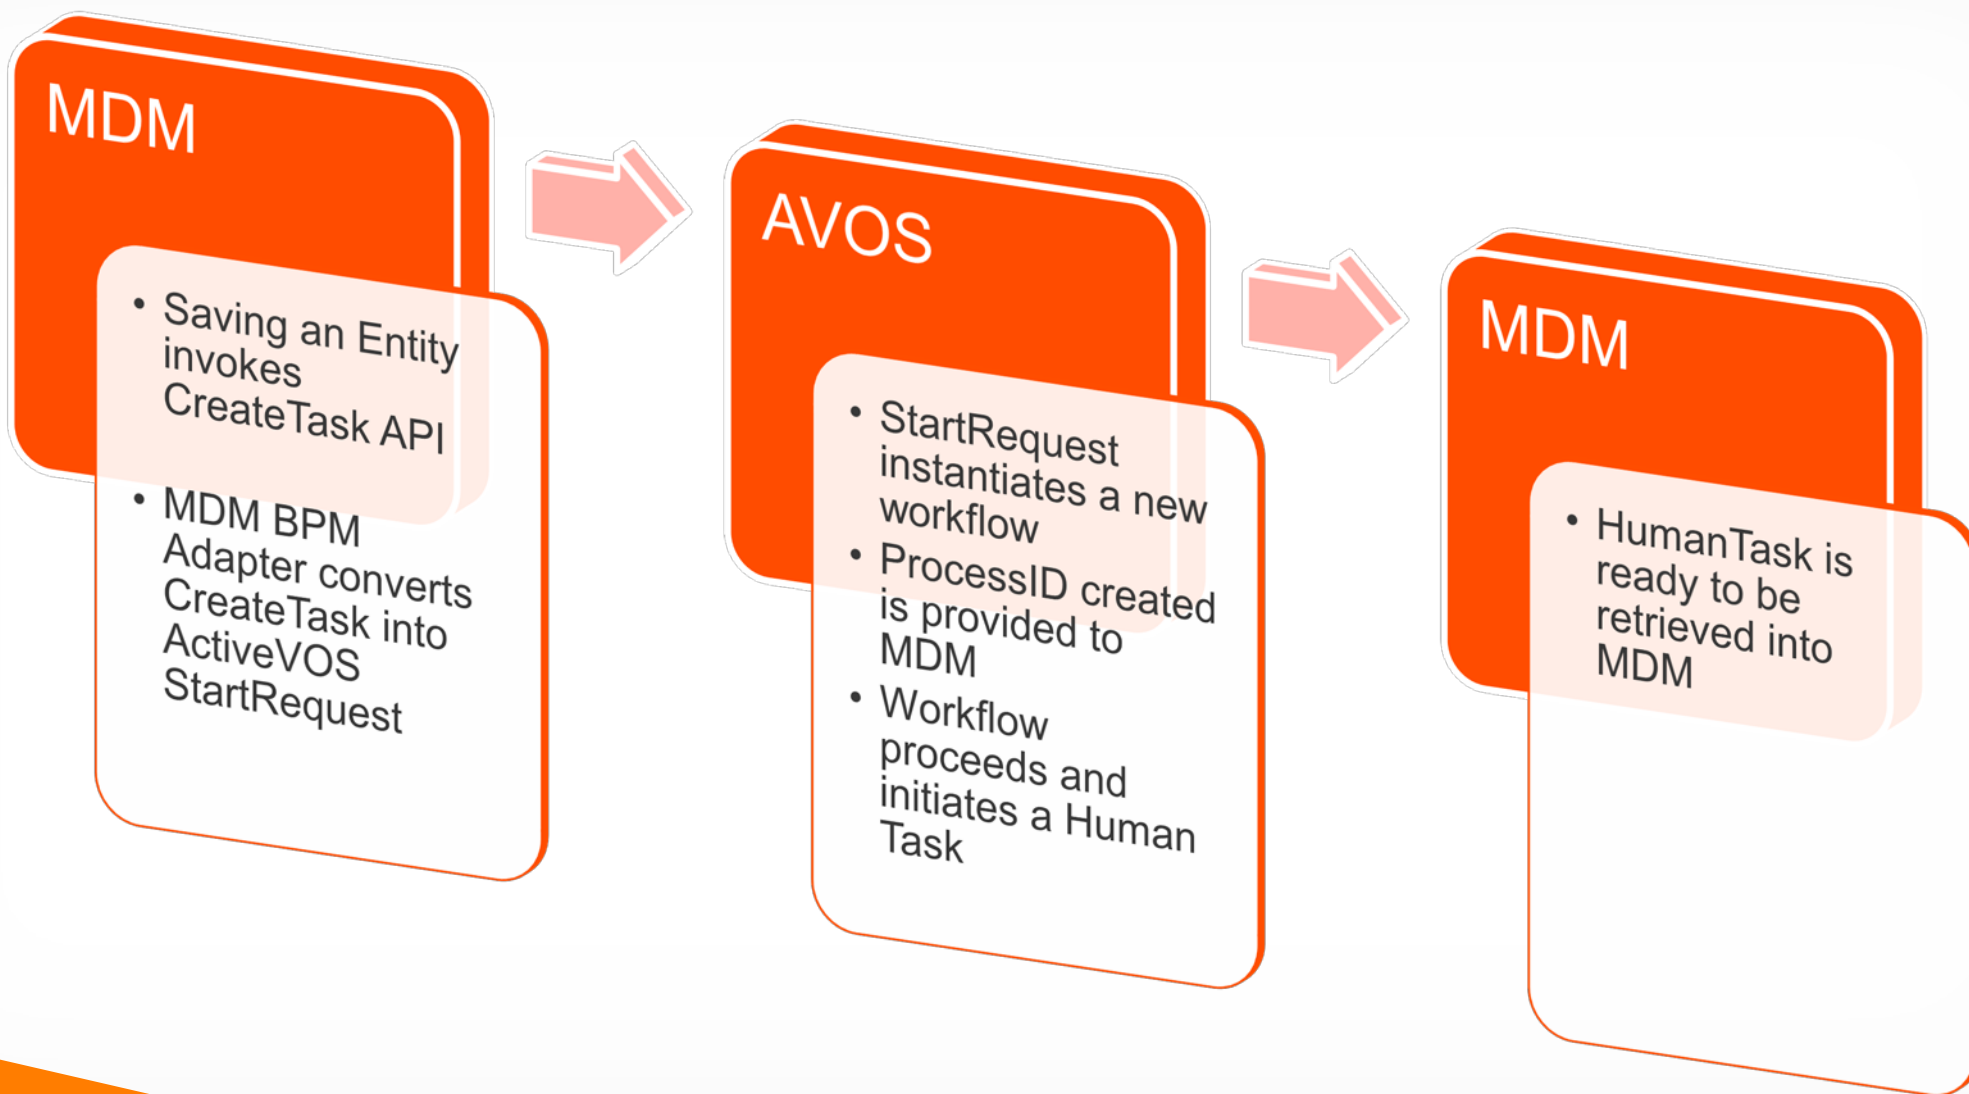 MDM
• Saving an Entity
invokes
CreateTask API
• MDM BPM
Adapter converts
CreateTask into
ActiveVOS
StartRequest
AVOS
• StartRequest
instantiates a new
workflow
• ProcessID created
is provided to
MDM
• Workflow
proceeds and
initiates a Human
Task
MDM
• HumanTask is
ready to be
retrieved into
MDM